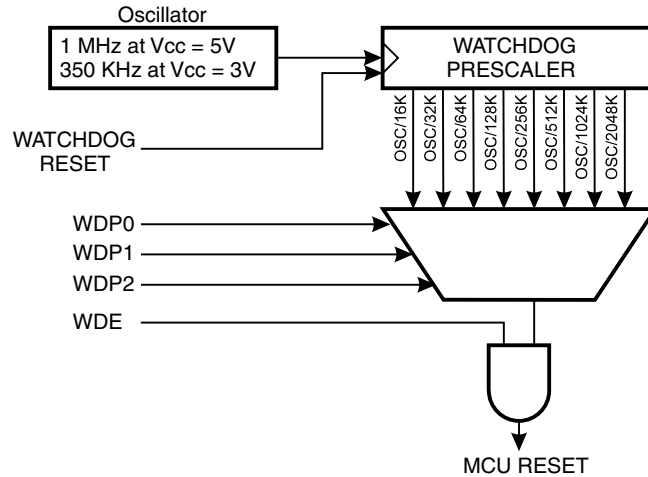 Oscillator
1 MHz at Vcc = 5V
350 KHz at Vcc = 3V
WATCHDOG
PRESCALER
WATCHDOG
RESET
OSC/16K
OSC/32K
OSC/64K
OSC/128K
OSC/256K
OSC/512K
OSC/1024K
OSC/2048K
WDP0
WDP1
WDP2
WDE
MCU RESET